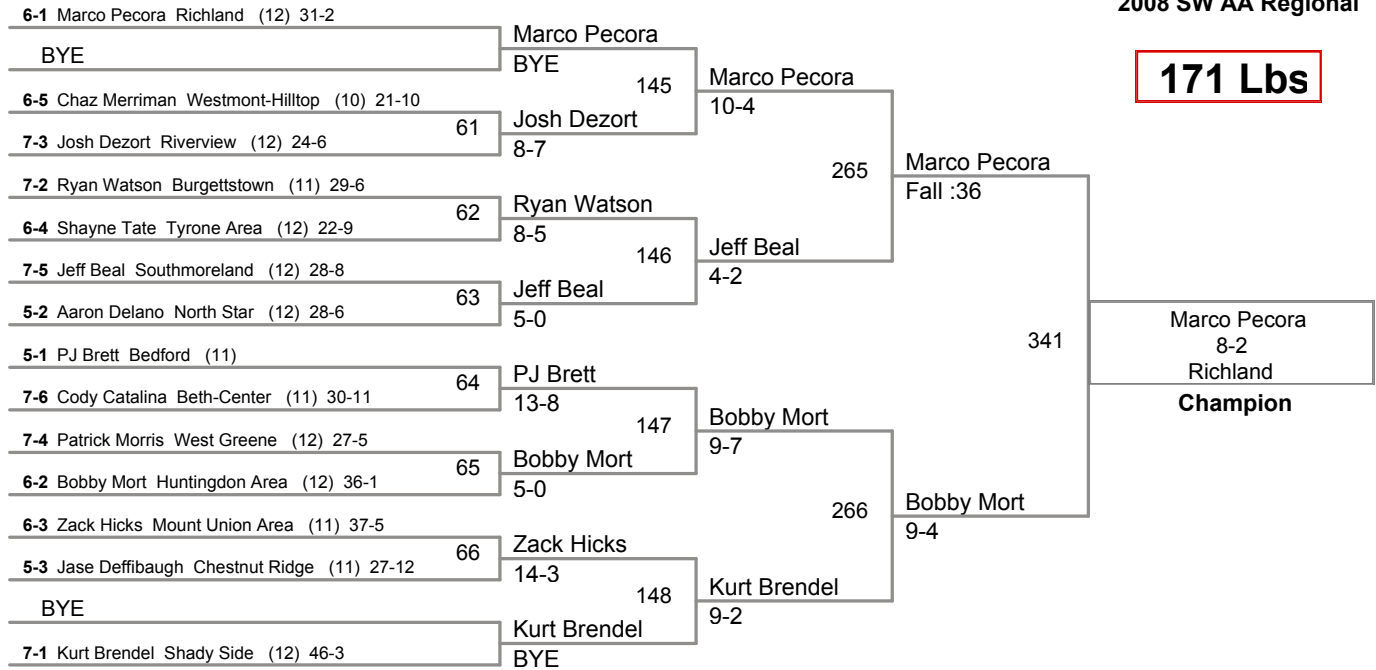 2008 SW AA Regional
171 Lbs
6-1 Marco Pecora Richland (12) 31-2
BYE
6-5 Chaz Merriman Westmont-Hilltop (10) 21-10
7-3 Josh Dezort Riverview (12) 24-6
7-2 Ryan Watson Burgettstown (11) 29-6
6-4 Shayne Tate Tyrone Area (12) 22-9
7-5 Jeff Beal Southmoreland (12) 28-8
5-2 Aaron Delano North Star (12) 28-6
5-1 PJ Brett Bedford (11)
7-6 Cody Catalina Beth-Center (11) 30-11
7-4 Patrick Morris West Greene (12) 27-5
6-2 Bobby Mort Huntingdon Area (12) 36-1
6-3 Zack Hicks Mount Union Area (11) 37-5
5-3 Jase Deffibaugh Chestnut Ridge (11) 27-12
BYE
7-1 Kurt Brendel Shady Side (12) 46-3
61
62
63
64
65
66
Marco Pecora
BYE
Josh Dezort
8-7
Ryan Watson
8-5
Jeff Beal
5-0
PJ Brett
13-8
Bobby Mort
5-0
Zack Hicks
14-3
Kurt Brendel
BYE
145
146
147
148
Marco Pecora
10-4
Jeff Beal
4-2
Bobby Mort
9-7
Kurt Brendel
9-2
265
266
Marco Pecora
Fall :36
Bobby Mort
9-4
341
Marco Pecora
8-2
Richland
Champion